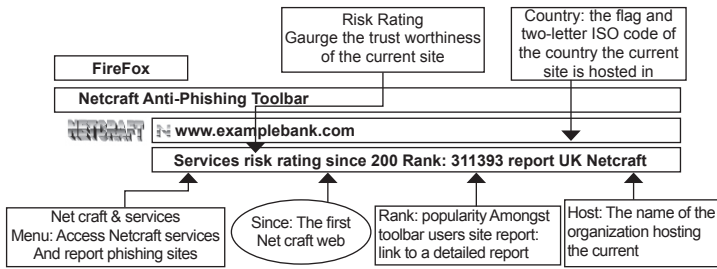 Risk Rating
Gaurge the trust worthiness
of the current site
Country: the flag and
two-letter ISO code of
the country the current
site is hosted in
FireFox
Netcraft Anti-Phishing Toolbar
NETCRAFT
www.examplebank.com
Services risk rating since 200 Rank: 311393 report UK Netcraft
Net craft & services
Menu: Access Netcraft services
And report phishing sites
Since: The first
Net craft web
Rank: popularity Amongst
toolbar users site report:
link to a detailed report
Host: The name of the
organization hosting
the current